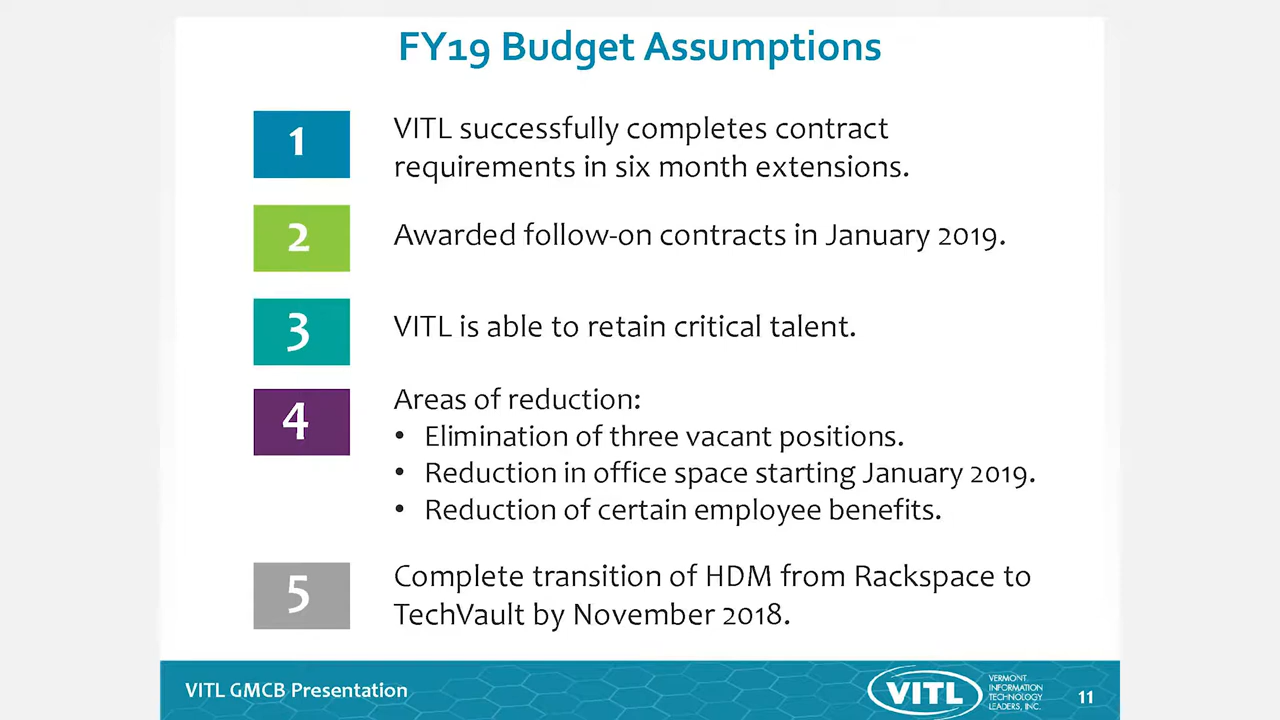 FY19 Budget Assumptions
1
VITL successfully completes contract
requirements in six month extensions.
2
Awarded follow-on contracts in January 2019.
3
VITL is able to retain critical talent.
4
Areas of reduction:
• Elimination of three vacant positions.
• Reduction in office space starting January 2019.
• Reduction of certain employee benefits.
5
Complete transition of HDM from Rackspace to
TechVault by November 2018.
VITL GMCB Presentation
VITL
VERMONT
INFORMATION
TECHNOLOGY
LEADERS, INC.
11